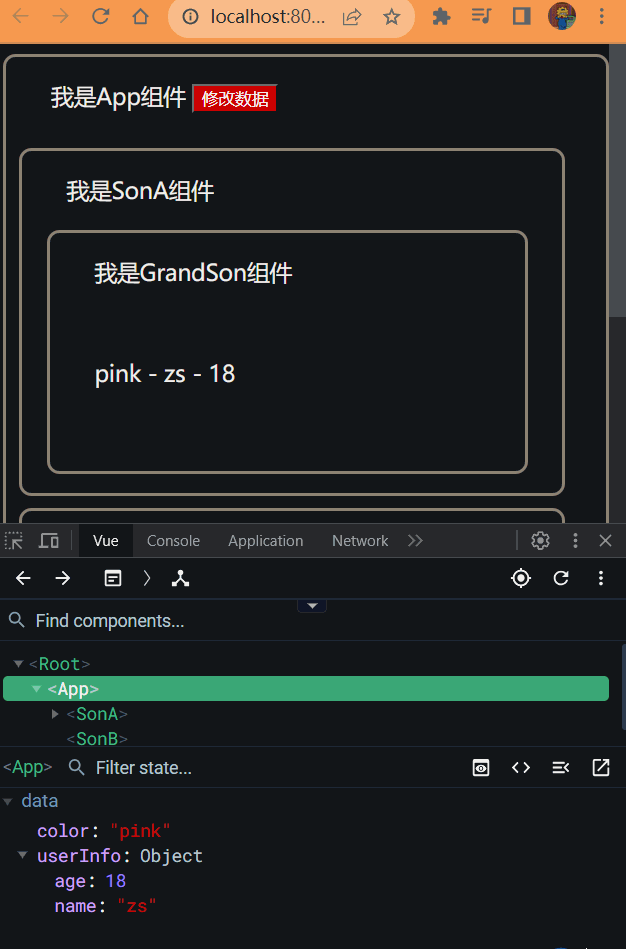 localhost:80...
我是App组件 修改数据
我是SonA组件
我是GrandSon组件
pink - zs - 18
Vue Console Application Network
Find components...
<Root>
<App>
<SonA>
<SonB>
<App> Filter state...
data
color: "pink"
userInfo: Object
age: 18
name: "zs"